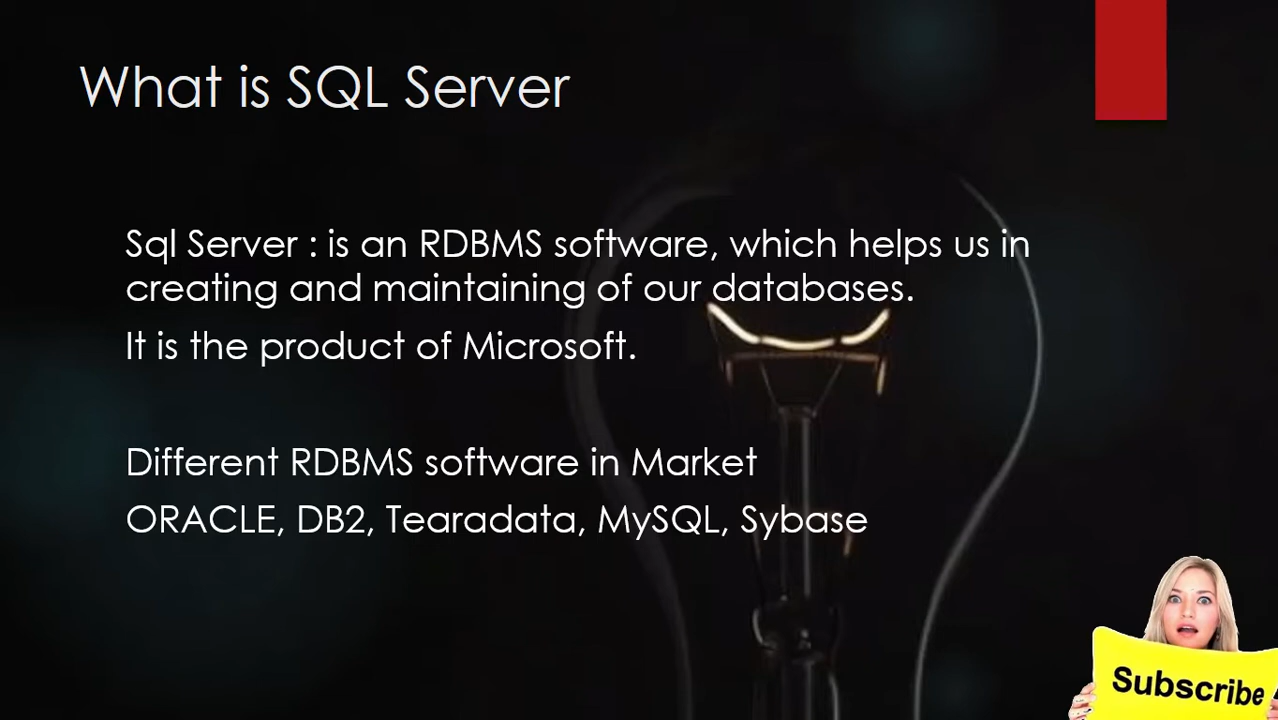 What is SQL Server
Sql Server : is an RDBMS software, which helps us in
creating and maintaining of our databases.
It is the product of Microsoft.
Different RDBMS software in Market
ORACLE, DB2, Tearadata, MySQL, Sybase
Subscribe